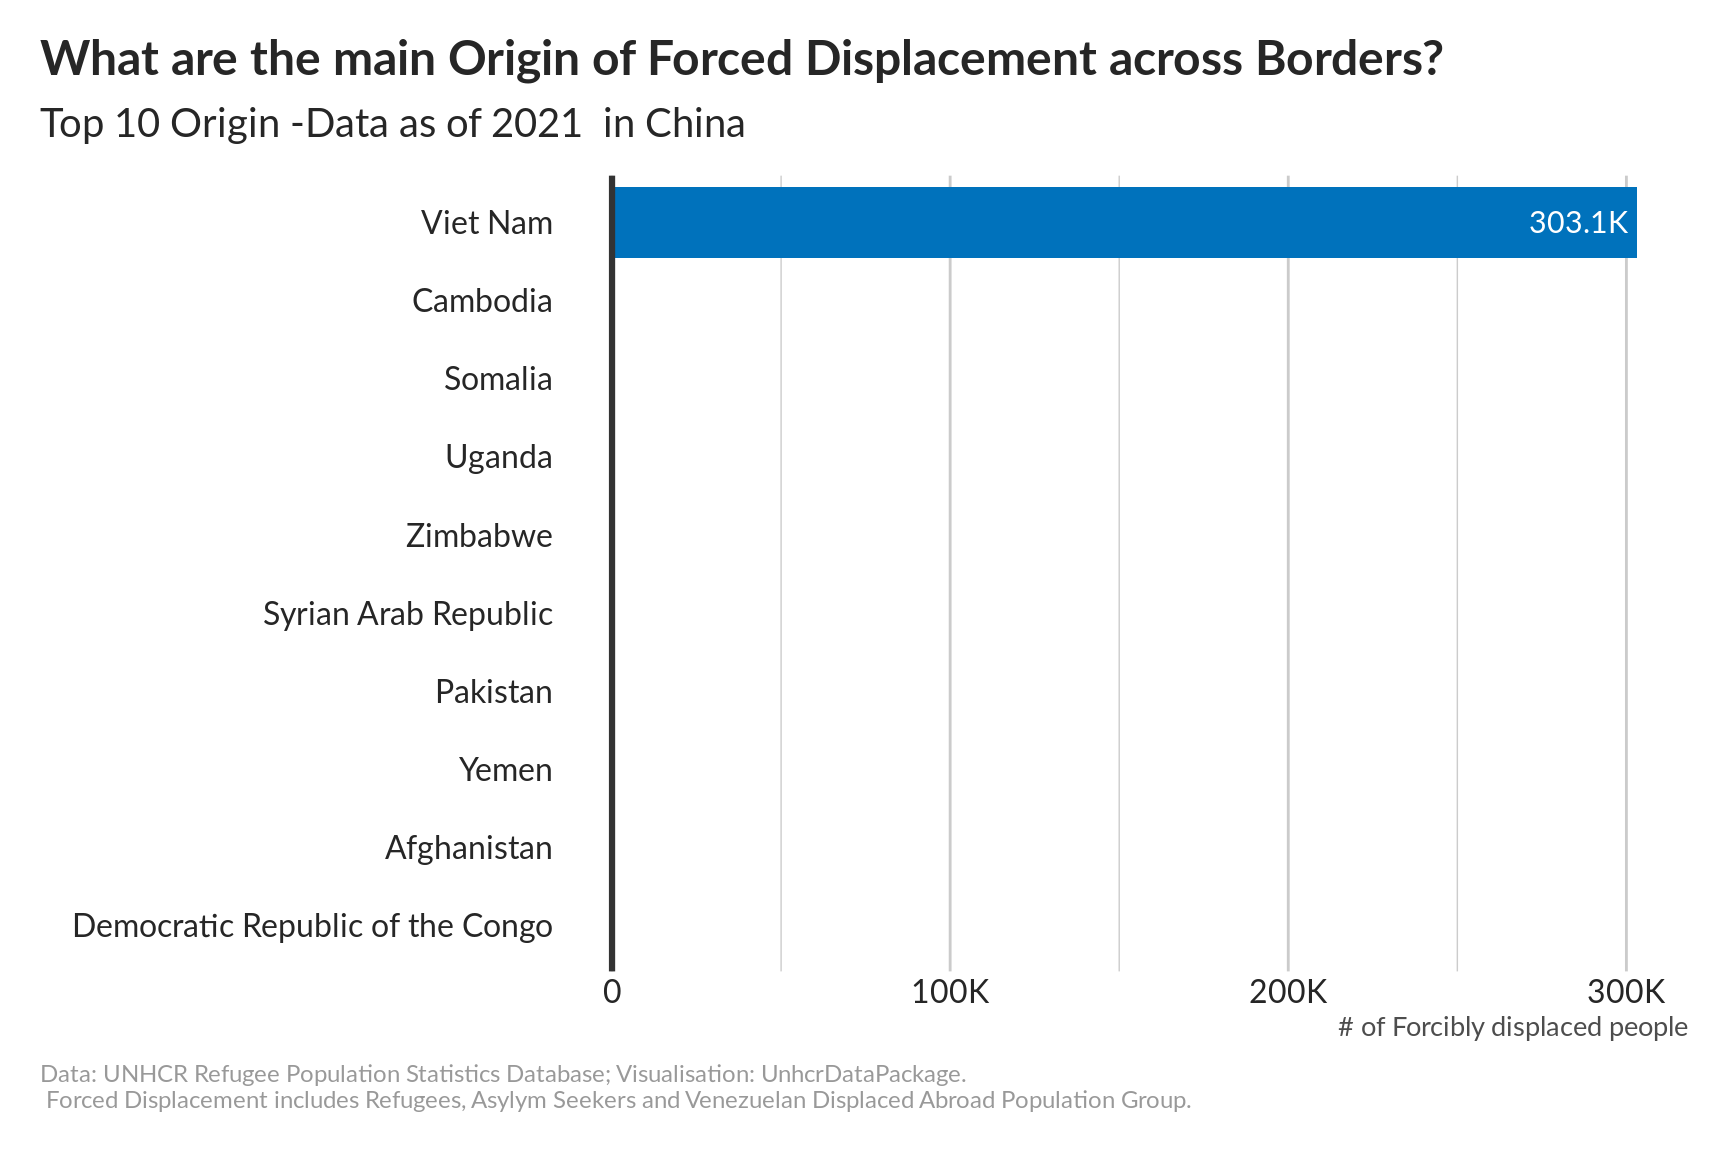 What are the main Origin of Forced Displacement across Borders?
Top 10 Origin -Data as of 2021  in China
Viet Nam
303.1K
Cambodia
Somalia
Uganda
Zimbabwe
Syrian Arab Republic
Pakistan
Yemen
Afghanistan
Democratic Republic of the Congo
0 100K 200K 300K
# of Forcibly displaced people
Data: UNHCR Refugee Population Statistics Database; Visualisation: UnhcrDataPackage.
Forced Displacement includes Refugees, Asylym Seekers and Venezuelan Displaced Abroad Population Group.